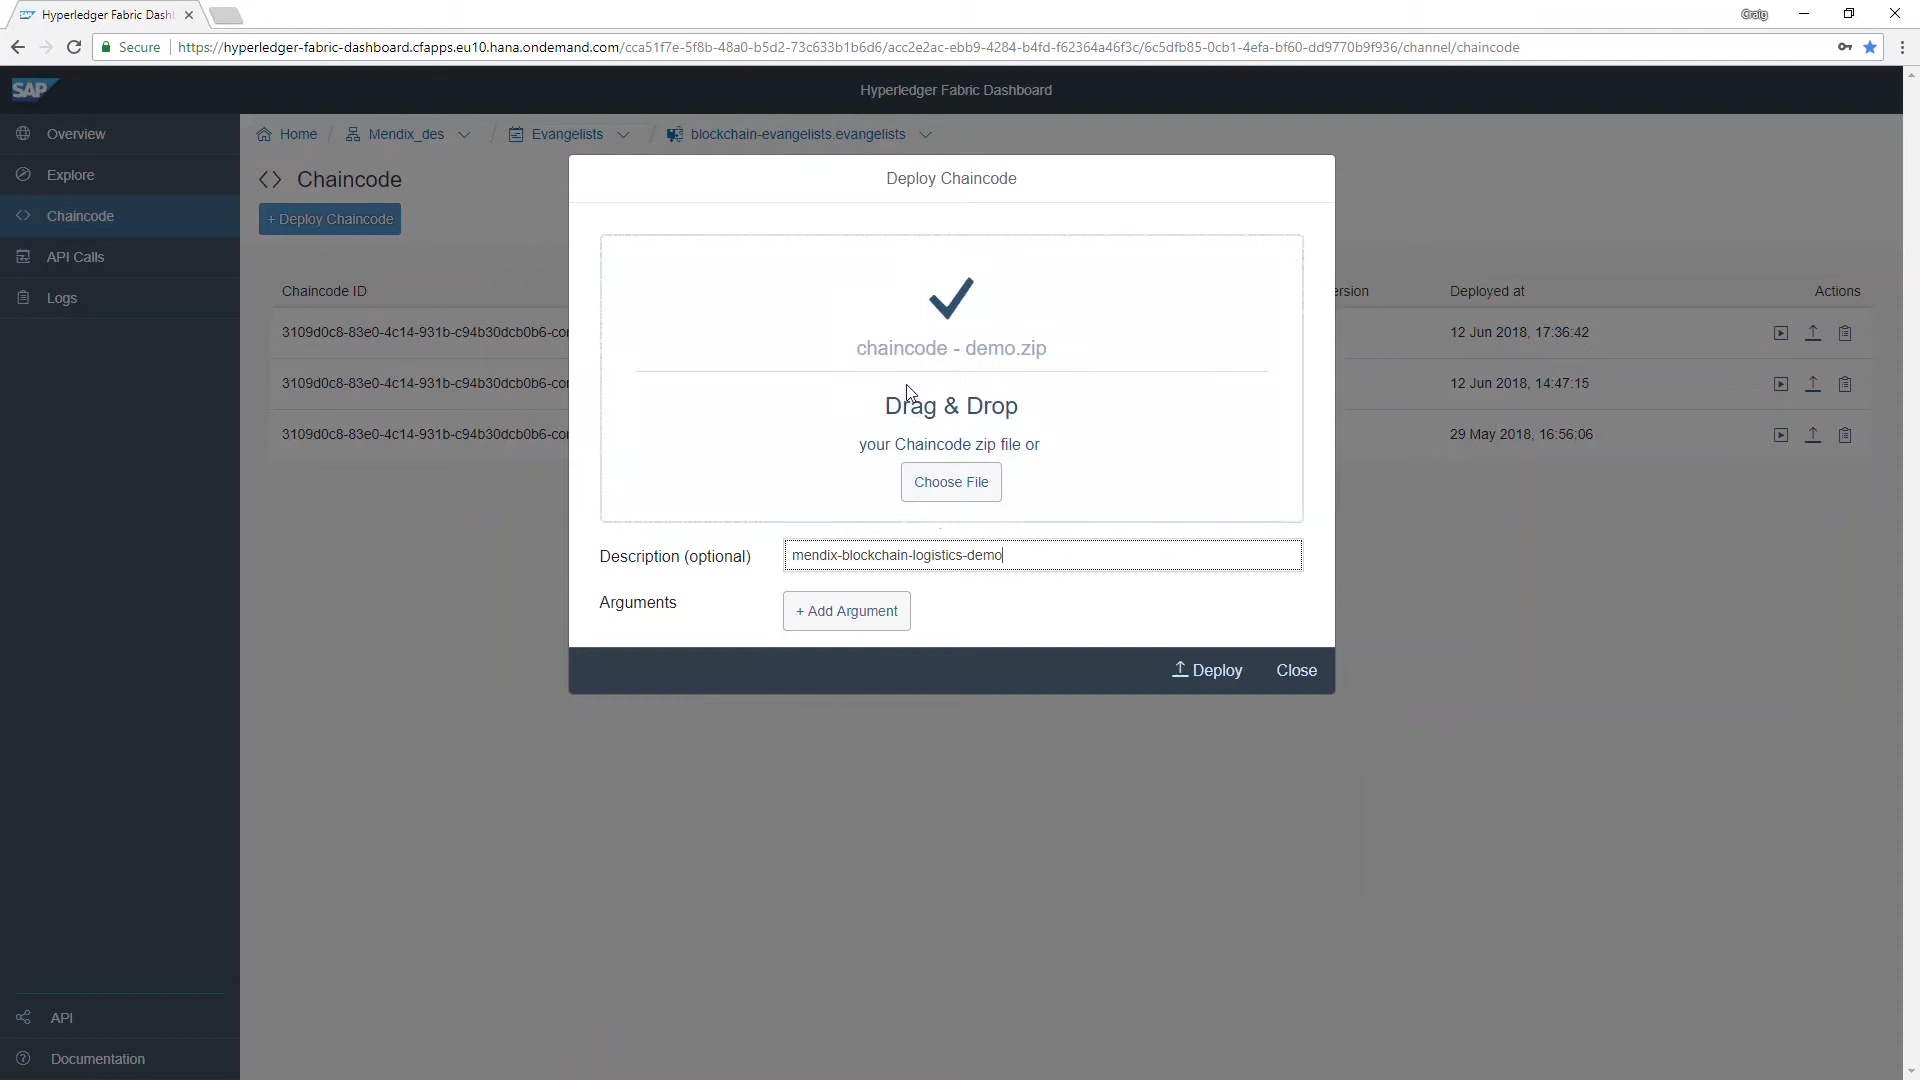 Hyperledger Fabric Dash
Craig
Secure
https://hyperledger-fabric-dashboard.cfapps.eu10.hana.ondemand.com/cca51f7e-5f8b-48a0-b5d2-73c633b1b6d6/acc2e2ac-ebb9-4284-b4fd-f62364a46f3c/6c5dfb85-0cb1-4efa-bf60-dd9770b9f936/channel/chaincode
SAP
Hyperledger Fabric Dashboard
Overview
Explore
Chaincode
API Calls
Logs
API
Documentation
Home / Mendix_des / Evangelists / blockchain-evangelists.evangelists
<> Chaincode
+ Deploy Chaincode
Chaincode ID
ersion
Deployed at
Actions
3109d0c8-83e0-4c14-931b-c94b30dcb0b6-co
12 Jun 2018, 17:36:42
3109d0c8-83e0-4c14-931b-c94b30dcb0b6-co
12 Jun 2018, 14:47:15
3109d0c8-83e0-4c14-931b-c94b30dcb0b6-co
29 May 2018, 16:56:06
Deploy Chaincode
chaincode - demo.zip
Drag & Drop
your Chaincode zip file or
Choose File
Description (optional)
mendix-blockchain-logistics-demo
Arguments
+ Add Argument
Deploy
Close